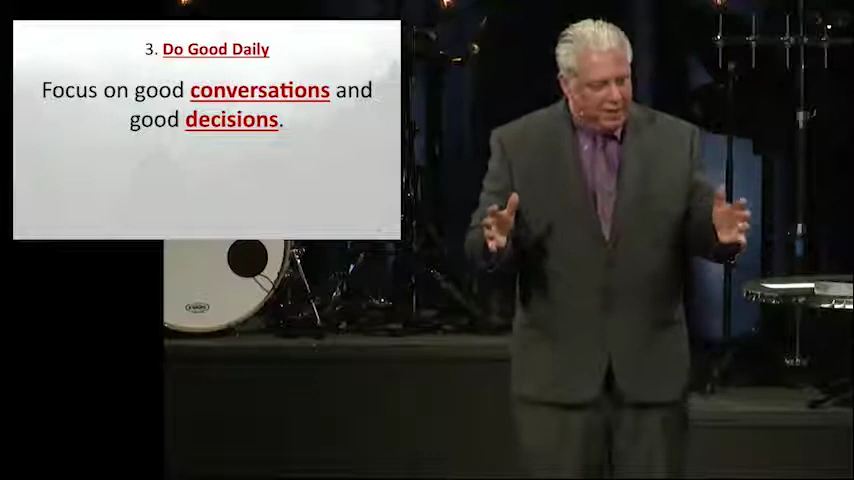 3. Do Good Daily
Focus on good conversations and
good decisions.